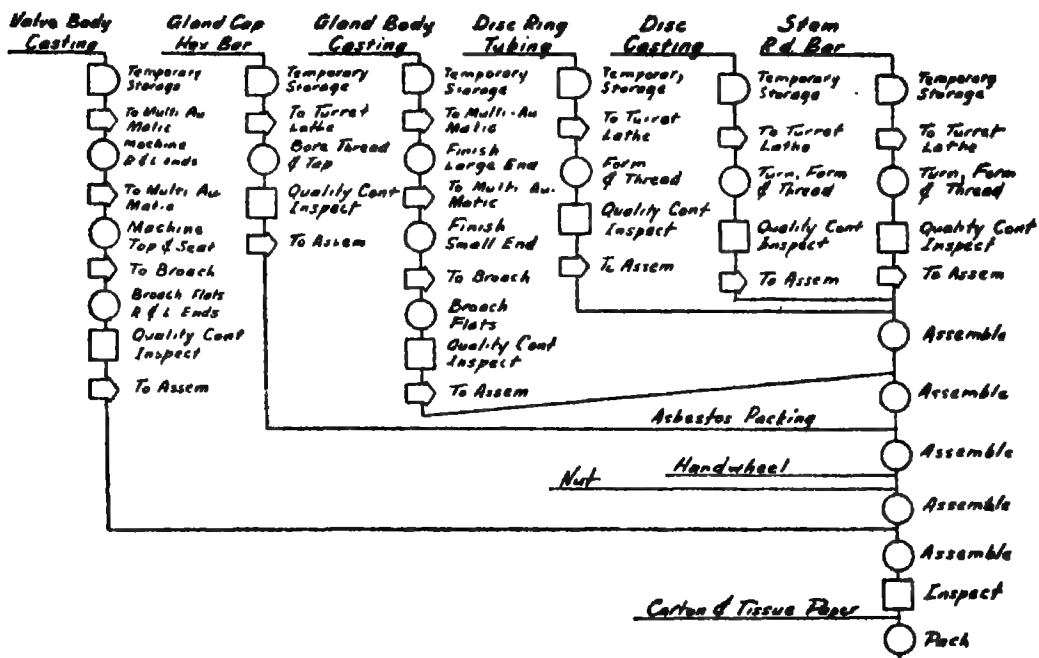 Valve Body
Casting
Temporary
Storage
To Multi Au
Matic
Machine
R & L ends
To Multi Au
Matic
Machine
Top & Seat
To Broach
Broach Flats
R & L Ends
Quality Cont
Inspect
To Assem
Gland Cap
Hex Bar
Temporary
Storage
To Turret
Lathe
Bore Thread
& Tap
Quality Cont
Inspect
To Assem
Gland Body
Casting
Temporary
Storage
To Multi-Au
Matic
Finish
Large End
To Multi Au-
Matic
Finish
Small End
To Broach
Broach
Flats
Quality Cont
Inspect
To Assem
Disc Ring
Tubing
Temporary
Storage
To Turret
Lathe
Form
& Thread
Quality Cont
Inspect
To Assem
Disc
Casting
Temporary
Storage
To Turret
Lathe
Turn, Form
& Thread
Quality Cont
Inspect
To Assem
Stem
Rd. Bar
Temporary
Storage
To Turret
Lathe
Turn, Form
& Thread
Quality Cont
Inspect
To Assem
Assemble
Assemble
Asbestos Packing
Assemble
Handwheel
Nut
Assemble
Assemble
Inspect
Carton & Tissue Paper
Pack